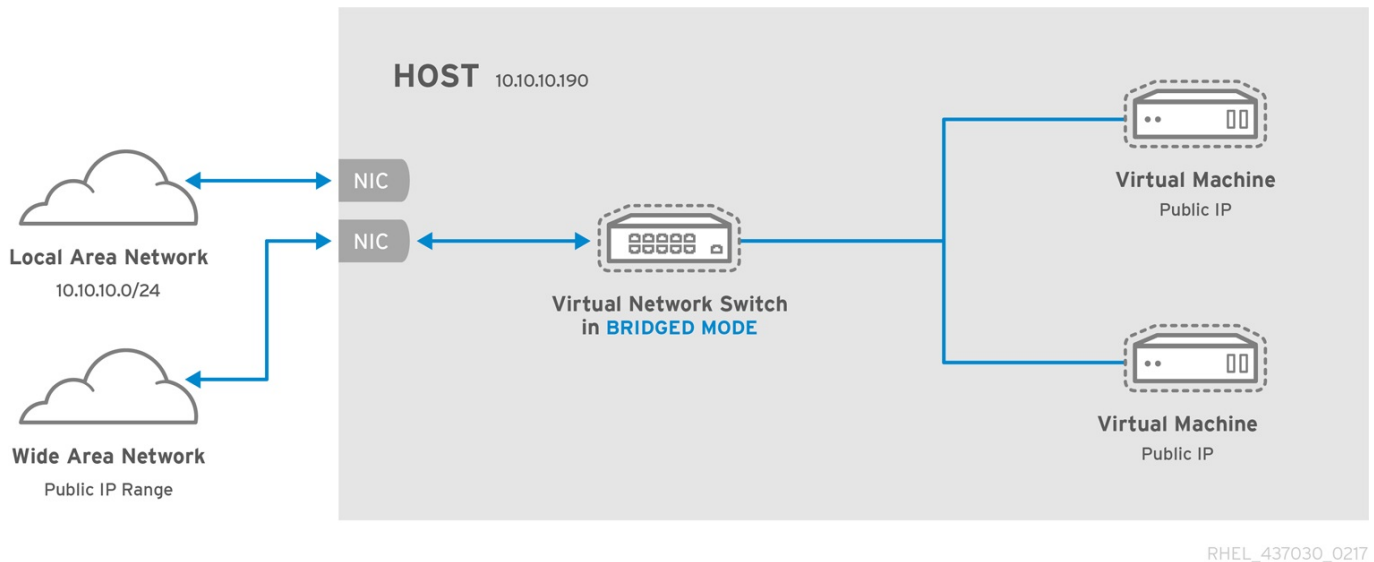 HOST 10.10.10.190
NIC
NIC
Local Area Network
10.10.10.0/24
Wide Area Network
Public IP Range
Virtual Network Switch
in BRIDGED MODE
Virtual Machine
Public IP
Virtual Machine
Public IP
RHEL_437030_0217